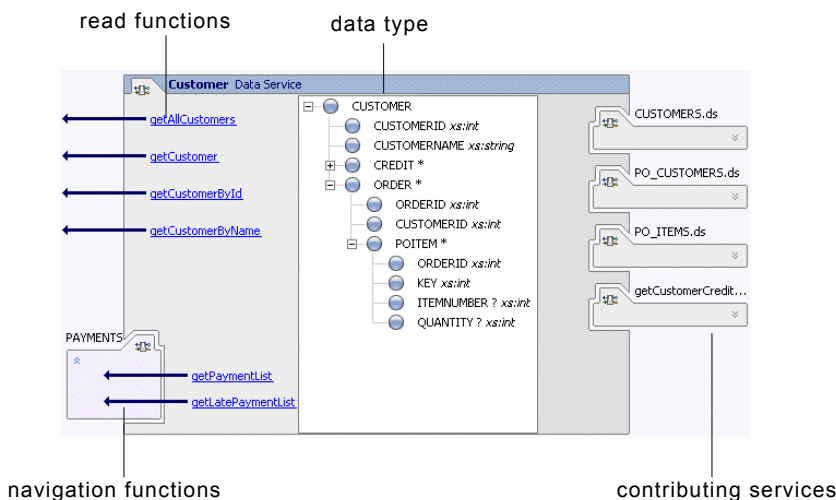 read functions
data type
Customer Data Service
getAllCustomers
getCustomer
getCustomerById
getCustomerByName
CUSTOMER
CUSTOMERID xs:int
CUSTOMERNAME xs:string
CREDIT *
ORDER *
ORDERID xs:int
CUSTOMERID xs:int
POITEM *
ORDERID xs:int
KEY xs:int
ITEMNUMBER ? xs:int
QUANTITY ? xs:int
CUSTOMERS.ds
PO_CUSTOMERS.ds
PO_ITEMS.ds
getCustomerCredit...
PAYMENTS
getPaymentList
getLatePaymentList
navigation functions
contributing services